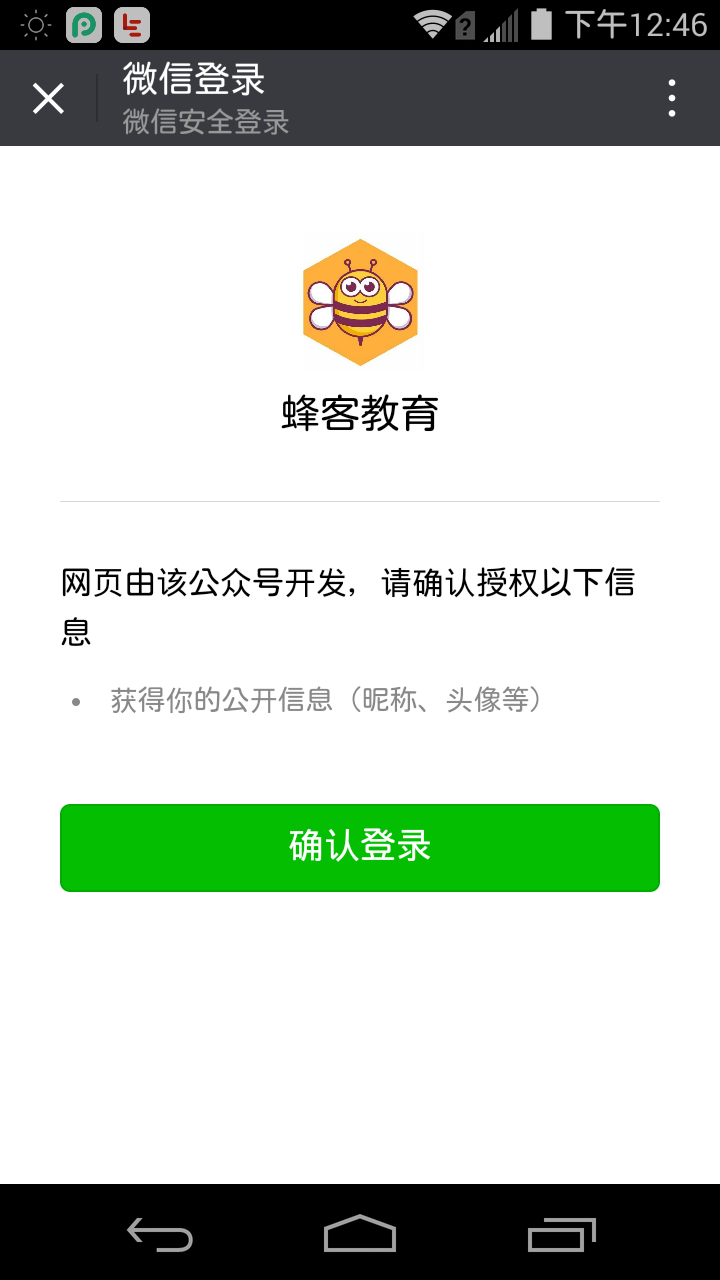 下午12:46
微信登录
微信安全登录
蜂客教育
网页由该公众号开发，请确认授权以下信
息
• 获得你的公开信息（昵称、头像等）
确认登录